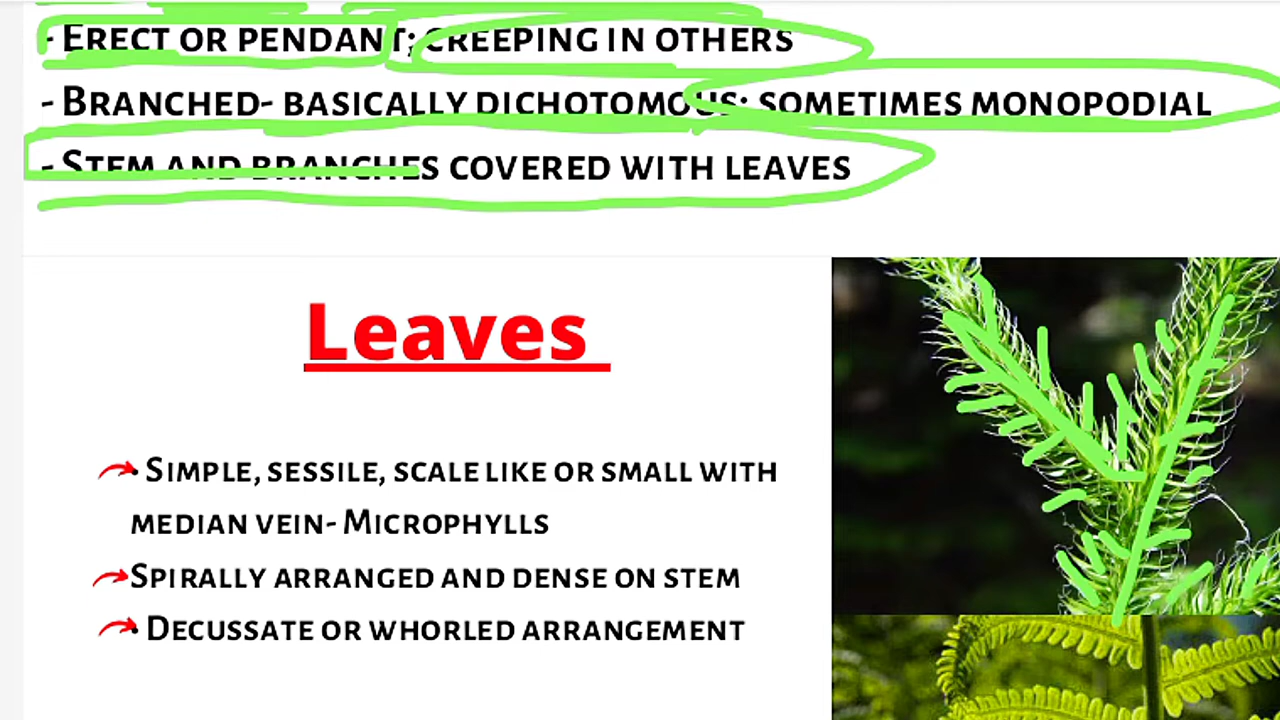 - ERECT OR PENDANT; CREEPING IN OTHERS
- BRANCHED- BASICALLY DICHOTOMOUS; SOMETIMES MONOPODIAL
- STEM AND BRANCHES COVERED WITH LEAVES
Leaves
• SIMPLE, SESSILE, SCALE LIKE OR SMALL WITH
MEDIAN VEIN- MICROPHYLLS
SPIRALLY ARRANGED AND DENSE ON STEM
• DECUSSATE OR WHORLED ARRANGEMENT